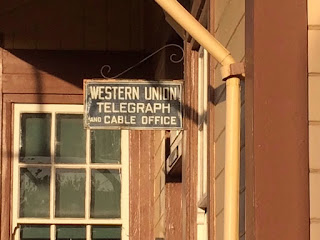 WESTERN UNION
TELEGRAPH
AND CABLE OFFICE